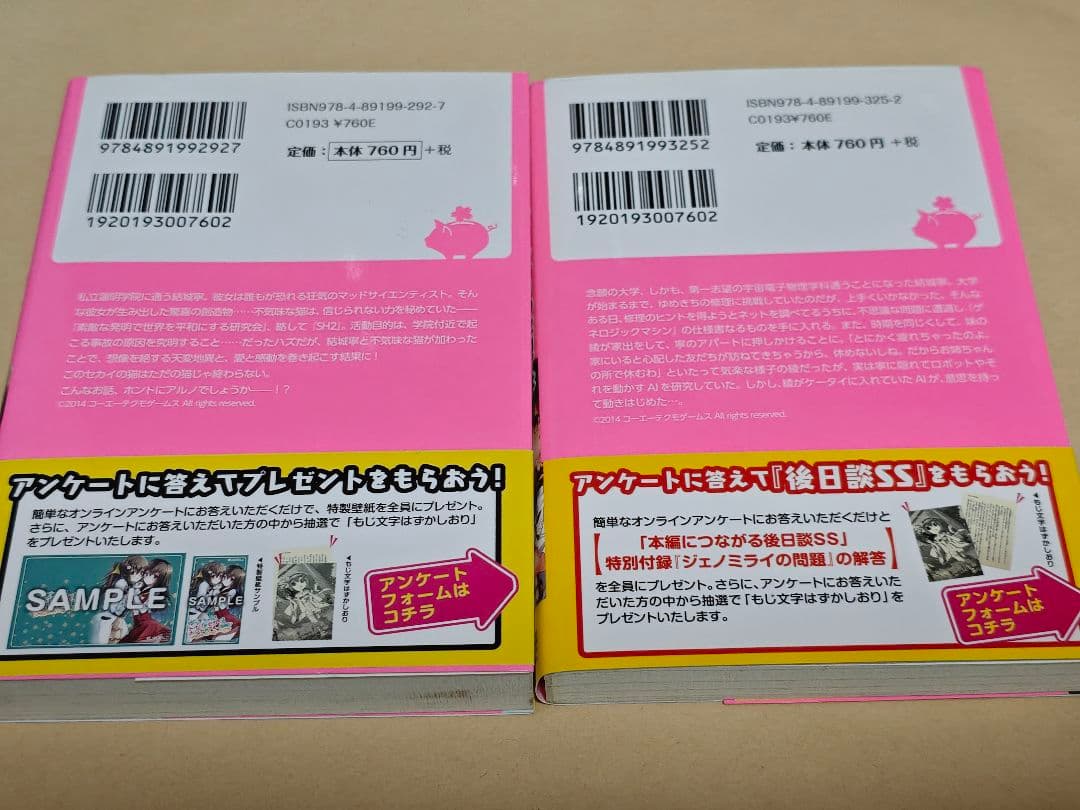 ISBN978-4-89199-292-7
C0193 ¥760E
9784891992927
定価：本体 760 円+税
1920193007602
私立蓮明学院に通う結城寧。彼女は誰もが恐れる狂気のマッドサイエンティスト。そん
な彼女が生み出した驚喜の創造物……不気味な猫は、信じられない力を秘めていた――
「素敵な発明で世界を平和にする研究会」、略して「SH2」。活動目的は、学院付近で起
こる事故の原因を究明すること……だったハズだが、結城寧と不気味な猫が加わった
ことで、想像を絶する天変地異と、愛と感動を巻き起こす結果に！
このセカイの猫はただの猫じゃ終わらない。
こんなお話、ホントにアルノでしょうか――！？
©2014 コーエーテクモゲームス All rights reserved.
アンケートに答えてプレゼントをもらおう！
簡単なオンラインアンケートにお答えいただくだけで、特製壁紙を全員にプレゼント。
さらに、アンケートにお答えいただいた方の中から抽選で「もじ文字はずかしおり」
をプレゼントいたします。
SAMPLE
SAMPLE
◀特製壁紙サンプル
◀もじ文字はずかしおり
アンケート
フォームは
コチラ
ISBN978-4-89199-325-2
C0193¥760E
9784891993252
定価：本体 760 円 +税
1920193007602
念願の大学、しかも、第一志望の宇宙電子物理学科通うことになった結城寧。大学
が始まるまで、ゆめきちの修理に挑戦していたのだが、上手くいかなかった。そんな
ある日、修理のヒントを得ようとネットを調べてるうちに、不思議な問題に遭遇し「ゲ
ネロジックマシン」の仕様書なるものを手に入れる。また、時期を同じくして、妹の
綾が家出をして、寧のアパートに押しかけることに。「とにかく疲れちゃったのよ。
家にいると心配した友だちが訪ねてきちゃうから、休めないしね。だからお姉ちゃん
の所で休むわ」といたって気楽な様子の綾だったが、実は寧に隠れてロボットやそ
れを動かす AI を研究していた。しかし、綾がケータイに入れていた AI が、意思を持っ
て動きはじめた…。
©2014 コーエーテクモゲームス All rights reserved.
アンケートに答えて『後日談SS』をもらおう！
簡単なオンラインアンケートにお答えいただくだけと
「本編につながる後日談SS」
特別付録『ジェノミライの問題』の解答
を全員にプレゼント。さらに、アンケートにお答えいた
だいた方の中から抽選で「もじ文字はずかしおり」を
プレゼントいたします。
◀もじ文字はずかしおり
アンケート
フォームは
コチラ